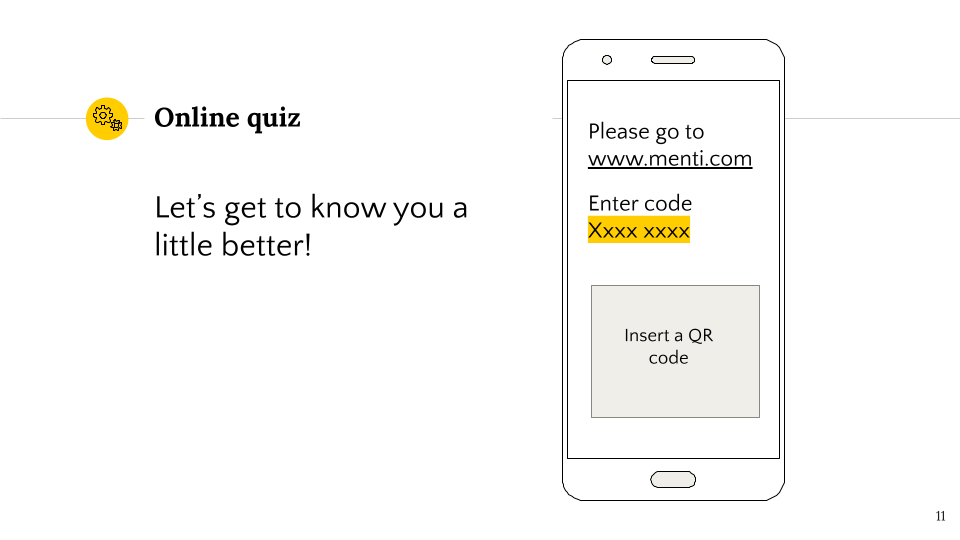 Online quiz
Let’s get to know you a
little better!
Please go to
www.menti.com
Enter code
Xxxx xxxx
Insert a QR
code
11